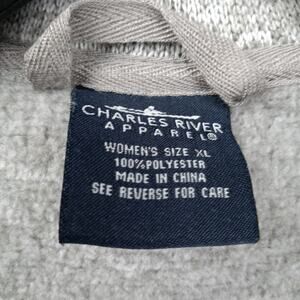 CHARLES RIVER
APPAREL®
WOMEN'S SIZE XL
100% POLYESTER
MADE IN CHINA
SEE REVERSE FOR CARE